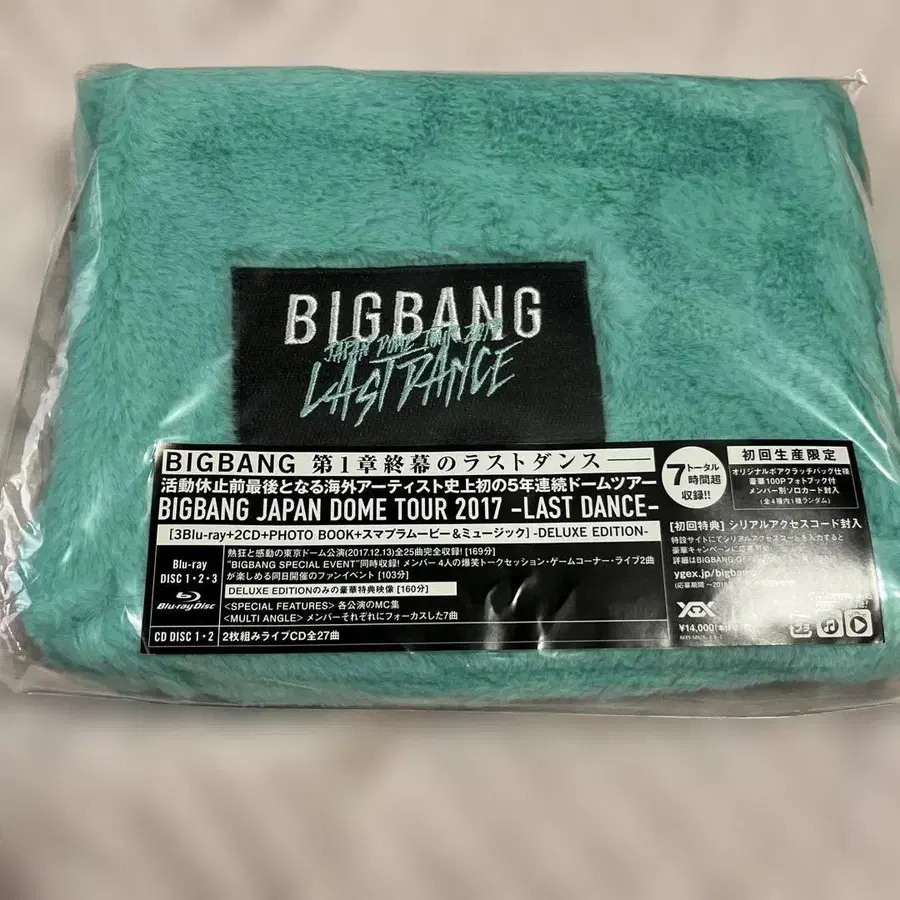 BIGBANG
JAPAN DOME TOUR 2017
LAST DANCE
BIGBANG 第1章終幕のラストダンス——
活動休止前最後となる海外アーティスト史上初の5年連続ドームツアー
BIGBANG JAPAN DOME TOUR 2017 -LAST DANCE-
[3Blu-ray+2CD+PHOTO BOOK+スマプラムービー&ミュージック] -DELUXE EDITION-
Blu-ray
DISC 1・2・3
Blu-ray Disc
熱狂と感動の東京ドーム公演(2017.12.13)全25曲完全収録![169分]
"BIGBANG SPECIAL EVENT"同時収録!メンバー4人の爆笑トークセッション・ゲームコーナー・ライブ2曲
が楽しめる同日開催のファンイベント[103分]
DELUXE EDITIONのみの豪華特典映像[160分]
<SPECIAL FEATURES> 各公演のMC集
<MULTI ANGLE> メンバーそれぞれにフォーカスした7曲
CD DISC 1・2
2枚組みライブCD全27曲
トータル
7時間超
収録!!
初回生産限定
オリジナルボアクラッチバッグ仕様
豪華100Pフォトブック付
メンバー別ソロカード封入
(全4種内1種ランダム)
[初回特典] シリアルアクセスコード封入
特設サイトにてシリアルアクセスコードを入力すると
豪華キャンペーンに応募
詳細はBIGBANG
ygex.jp/bigbang
(応募期間
YGEX
¥14,000
プラ